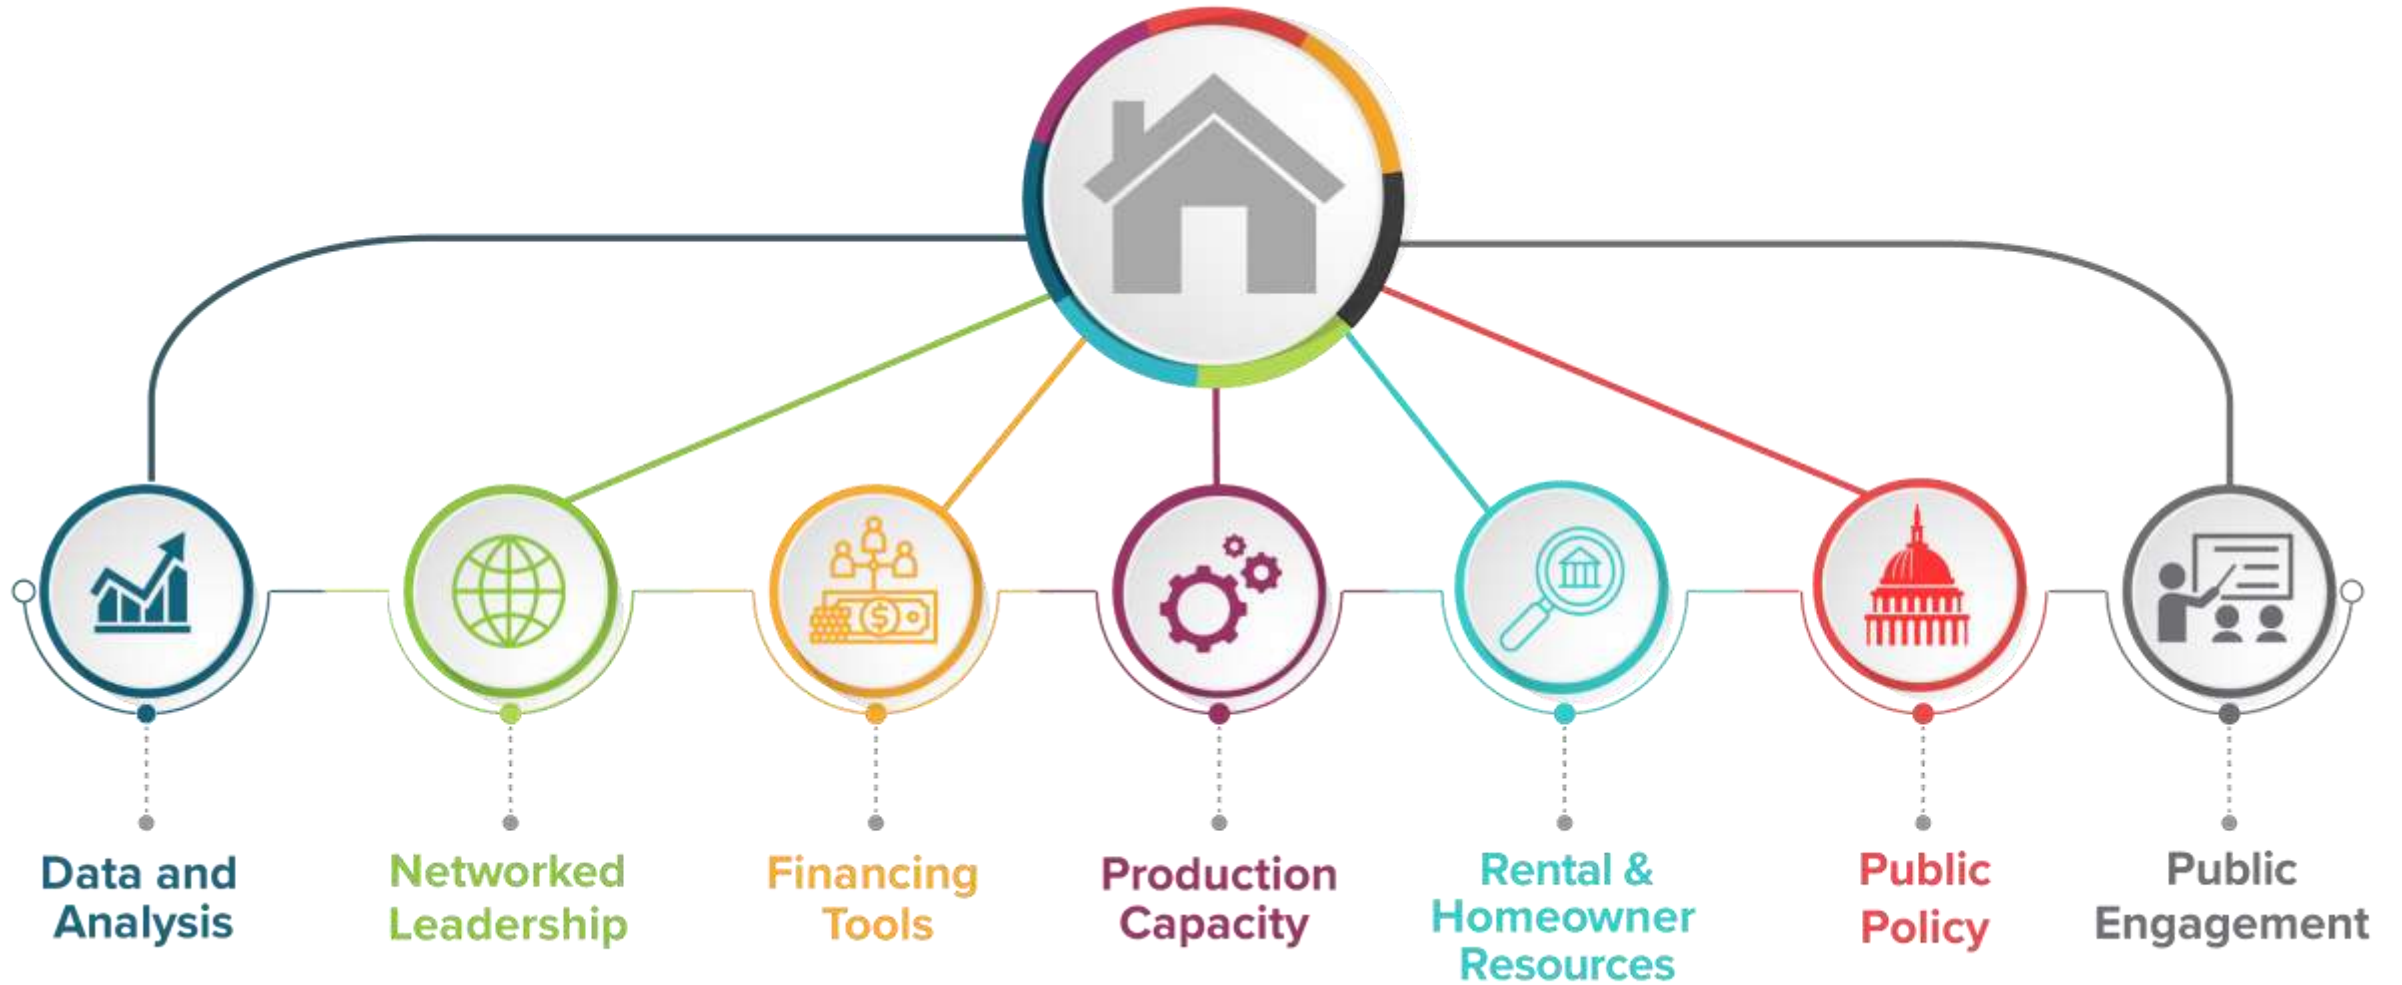 Data and
Analysis
Networked
Leadership
$
Financing
Tools
Production
Capacity
Rental &
Homeowner
Resources
Public
Policy
Public
Engagement